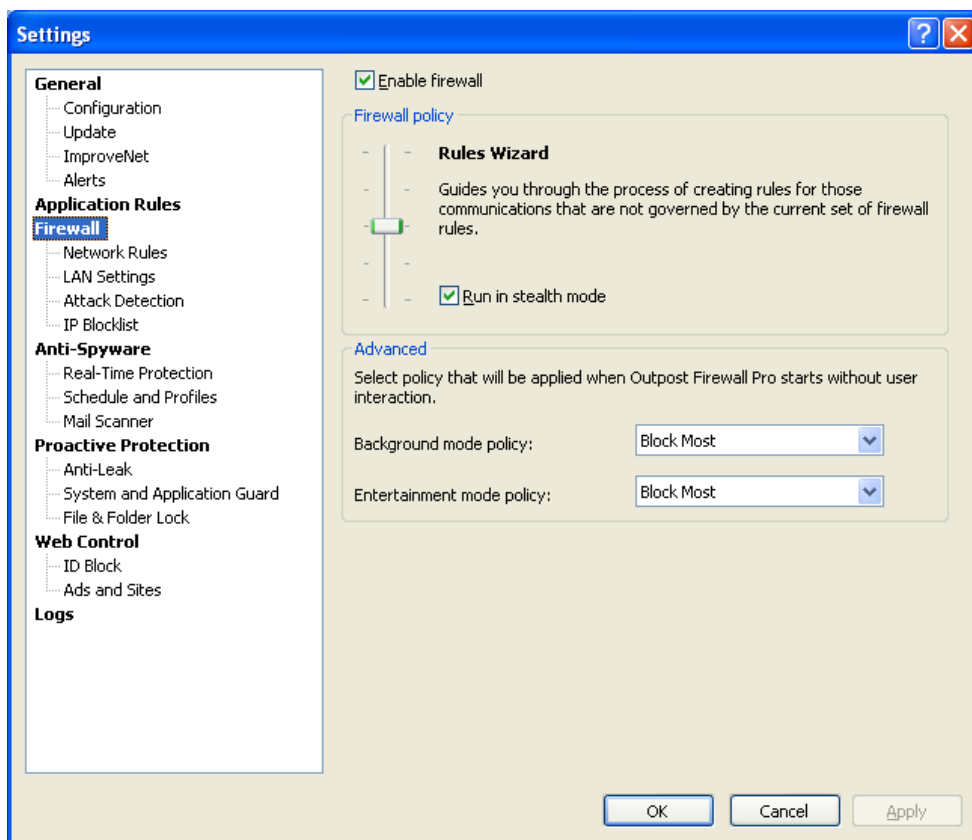 Settings
General
Configuration
Update
ImproveNet
Alerts
Application Rules
Firewall
Network Rules
LAN Settings
Attack Detection
IP Blocklist
Anti-Spyware
Real-Time Protection
Schedule and Profiles
Mail Scanner
Proactive Protection
Anti-Leak
System and Application Guard
File & Folder Lock
Web Control
ID Block
Ads and Sites
Logs
Enable firewall
Firewall policy
Rules Wizard
Guides you through the process of creating rules for those
communications that are not governed by the current set of firewall
rules.
Run in stealth mode
Advanced
Select policy that will be applied when Outpost Firewall Pro starts without user
interaction.
Background mode policy: Block Most
Entertainment mode policy: Block Most
OK Cancel Apply